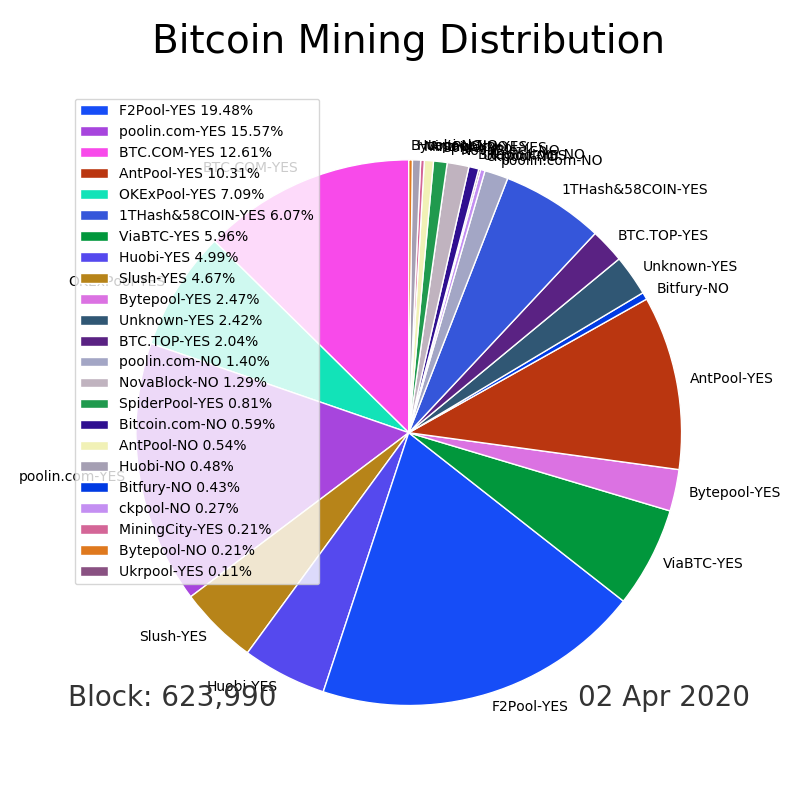 Bitcoin Mining Distribution
F2Pool-YES 19.48%
poolin.com-YES 15.57%
BTC.COM-YES 12.61%
AntPool-YES 10.31%
OKExPool-YES 7.09%
1THash&58COIN-YES 6.07%
ViaBTC-YES 5.96%
Huobi-YES 4.99%
Slush-YES 4.67%
Bytepool-YES 2.47%
Unknown-YES 2.42%
BTC.TOP-YES 2.04%
poolin.com-NO 1.40%
NovaBlock-NO 1.29%
SpiderPool-YES 0.81%
Bitcoin.com-NO 0.59%
AntPool-NO 0.54%
Huobi-NO 0.48%
Bitfury-NO 0.43%
ckpool-NO 0.27%
MiningCity-YES 0.21%
Bytepool-NO 0.21%
Ukrpool-YES 0.11%
BTC.COM-YES
poolin.com-YES
Slush-YES
Huobi-YES
F2Pool-YES
ViaBTC-YES
Bytepool-YES
AntPool-YES
Bitfury-NO
Unknown-YES
BTC.TOP-YES
1THash&58COIN-YES
poolin.com-NO
Block: 623,990
02 Apr 2020